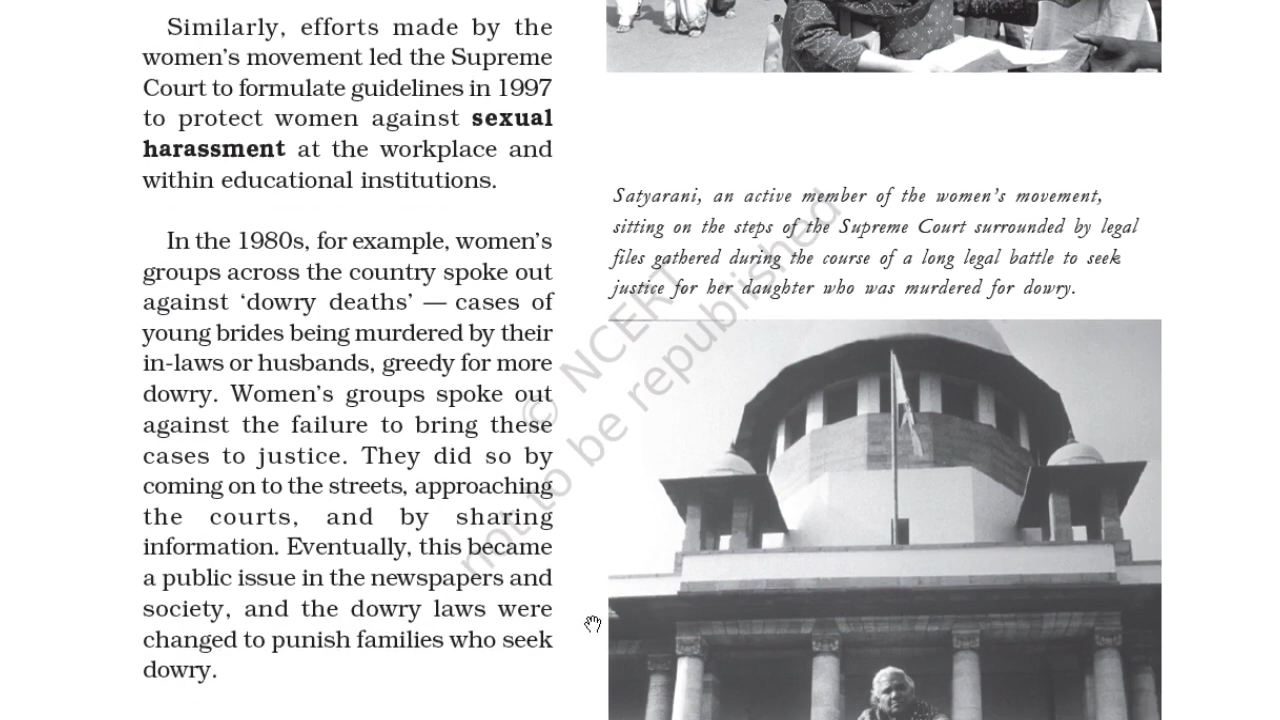 Similarly, efforts made by the
women's movement led the Supreme
Court to formulate guidelines in 1997
to protect women against sexual
harassment at the workplace and
within educational institutions.
In the 1980s, for example, women's
groups across the country spoke out
against ‘dowry deaths’ — cases of
young brides being murdered by their
in-laws or husbands, greedy for more
dowry. Women's groups spoke out
against the failure to bring these
cases to justice. They did so by
coming on to the streets, approaching
the courts, and by sharing
information. Eventually, this became
a public issue in the newspapers and
society, and the dowry laws were
changed to punish families who seek
dowry.
Satyarani, an active member of the women's movement,
sitting on the steps of the Supreme Court surrounded by legal
files gathered during the course of a long legal battle to seek
justice for her daughter who was murdered for dowry.
© NCERT
not to be republished